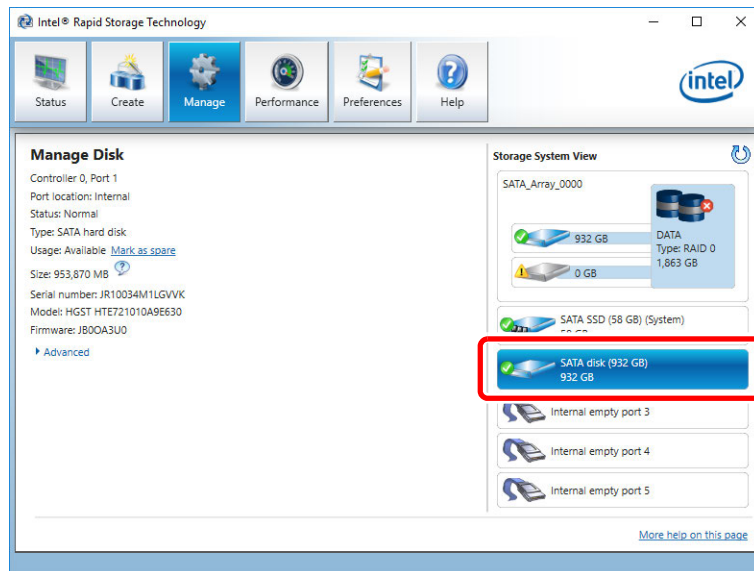 Intel® Rapid Storage Technology
Status
Create
Manage
Performance
Preferences
Help
intel
Manage Disk
Controller 0, Port 1
Port location: Internal
Status: Normal
Type: SATA hard disk
Usage: Available Mark as spare
Size: 953,870 MB
Serial number: JR10034M1LGVVK
Model: HGST HTE721010A9E630
Firmware: JB0OA3U0
Advanced
Storage System View
SATA_Array_0000
932 GB
0 GB
DATA
Type: RAID 0
1,863 GB
SATA SSD (58 GB) (System)
SATA disk (932 GB)
932 GB
Internal empty port 3
Internal empty port 4
Internal empty port 5
More help on this page